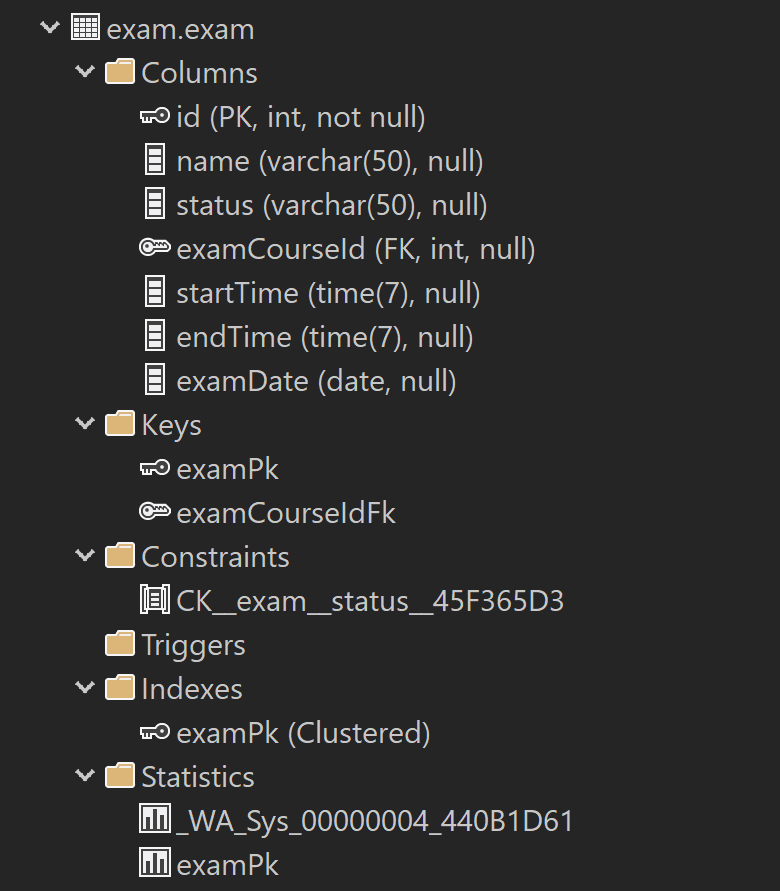 exam.exam
Columns
id (PK, int, not null)
name (varchar(50), null)
status (varchar(50), null)
examCourseId (FK, int, null)
startTime (time(7), null)
endTime (time(7), null)
examDate (date, null)
Keys
examPk
examCourseIdFk
Constraints
CK__exam__status__45F365D3
Triggers
Indexes
examPk (Clustered)
Statistics
_WA_Sys_00000004_440B1D61
examPk